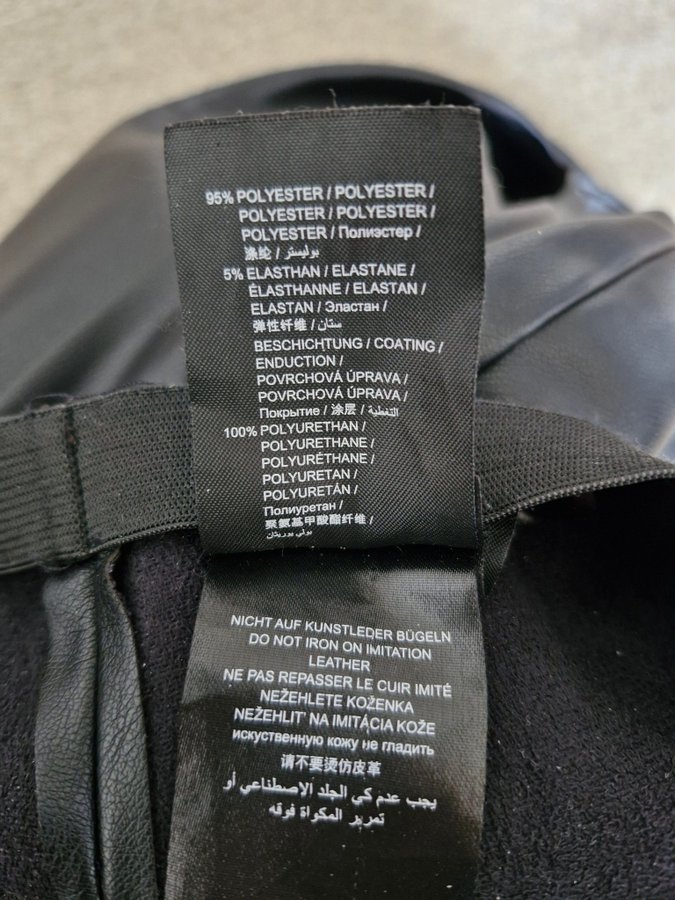 95% POLYESTER / POLYESTER /
POLYESTER / POLYESTER /
POLYESTER / Полиэстер /
涤纶 / بوليستر /
5% ELASTHAN / ELASTANE /
ÉLASTHANNE / ELASTAN /
ELASTAN / Эластан /
弹性纤维 / ستان /
BESCHICHTUNG / COATING /
ENDUCTION /
POVRCHOVÁ ÚPRAVA /
POVRCHOVÁ ÚPRAVA /
Покрытие / 涂层 / التغطية /
100% POLYURETHAN /
POLYURETHANE /
POLYURÉTHANE /
POLYURETAN /
POLYURETÁN /
Полиуретан /
聚氨基甲酸酯纤维 /
بولي يوريثان
NICHT AUF KUNSTLEDER BÜGELN
DO NOT IRON ON IMITATION
LEATHER
NE PAS REPASSER LE CUIR IMITÉ
NEŽEHLETE KOŽENKA
NEŽEHLIT' NA IMITÁCIA KOŽE
искуственную кожу не гладить
请不要烫仿皮革
يجب عدم كي الجلد الاصطناعي أو
تمرير المكواة فوقه